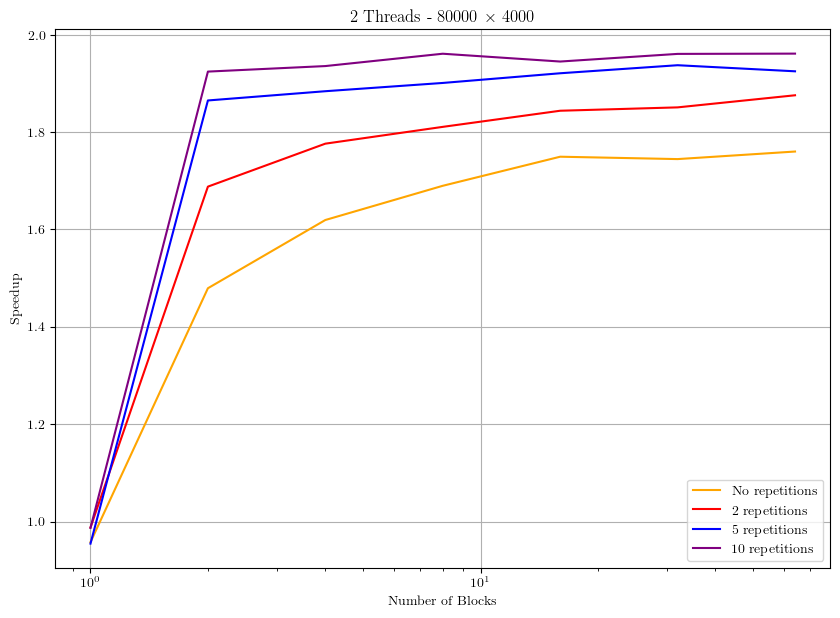 2 Threads - 80000 × 4000
Speedup
2.0
1.8
1.6
1.4
1.2
1.0
10⁰
10¹
Number of Blocks
No repetitions
2 repetitions
5 repetitions
10 repetitions